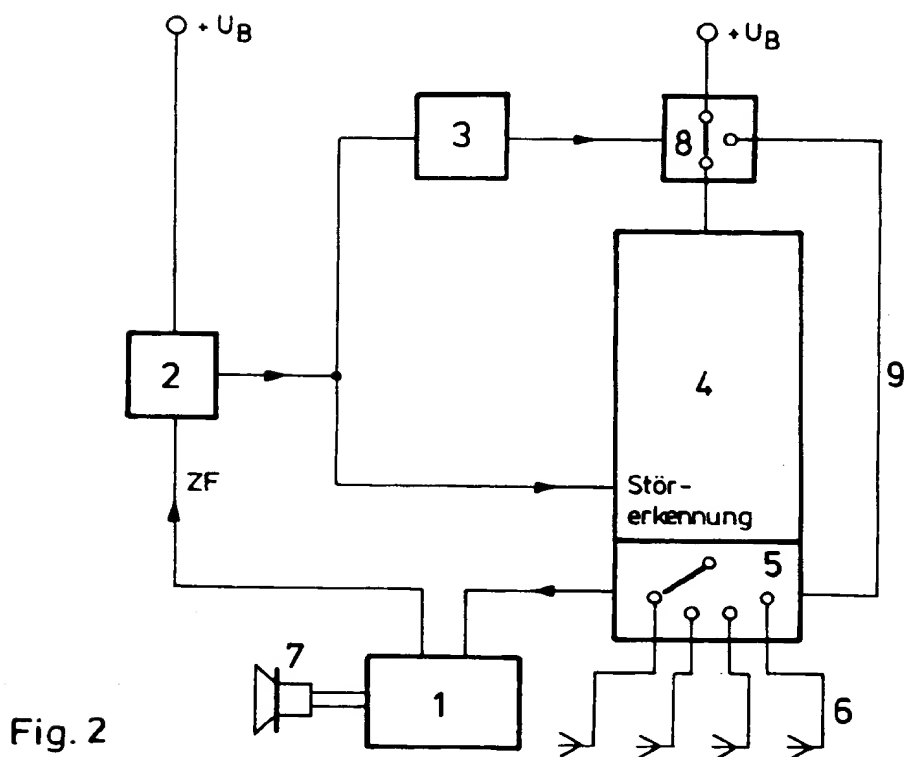 + U_B
+ U_B
3
8
2
4
9
ZF
Stör-
erkennung
5
7
1
6
Fig. 2